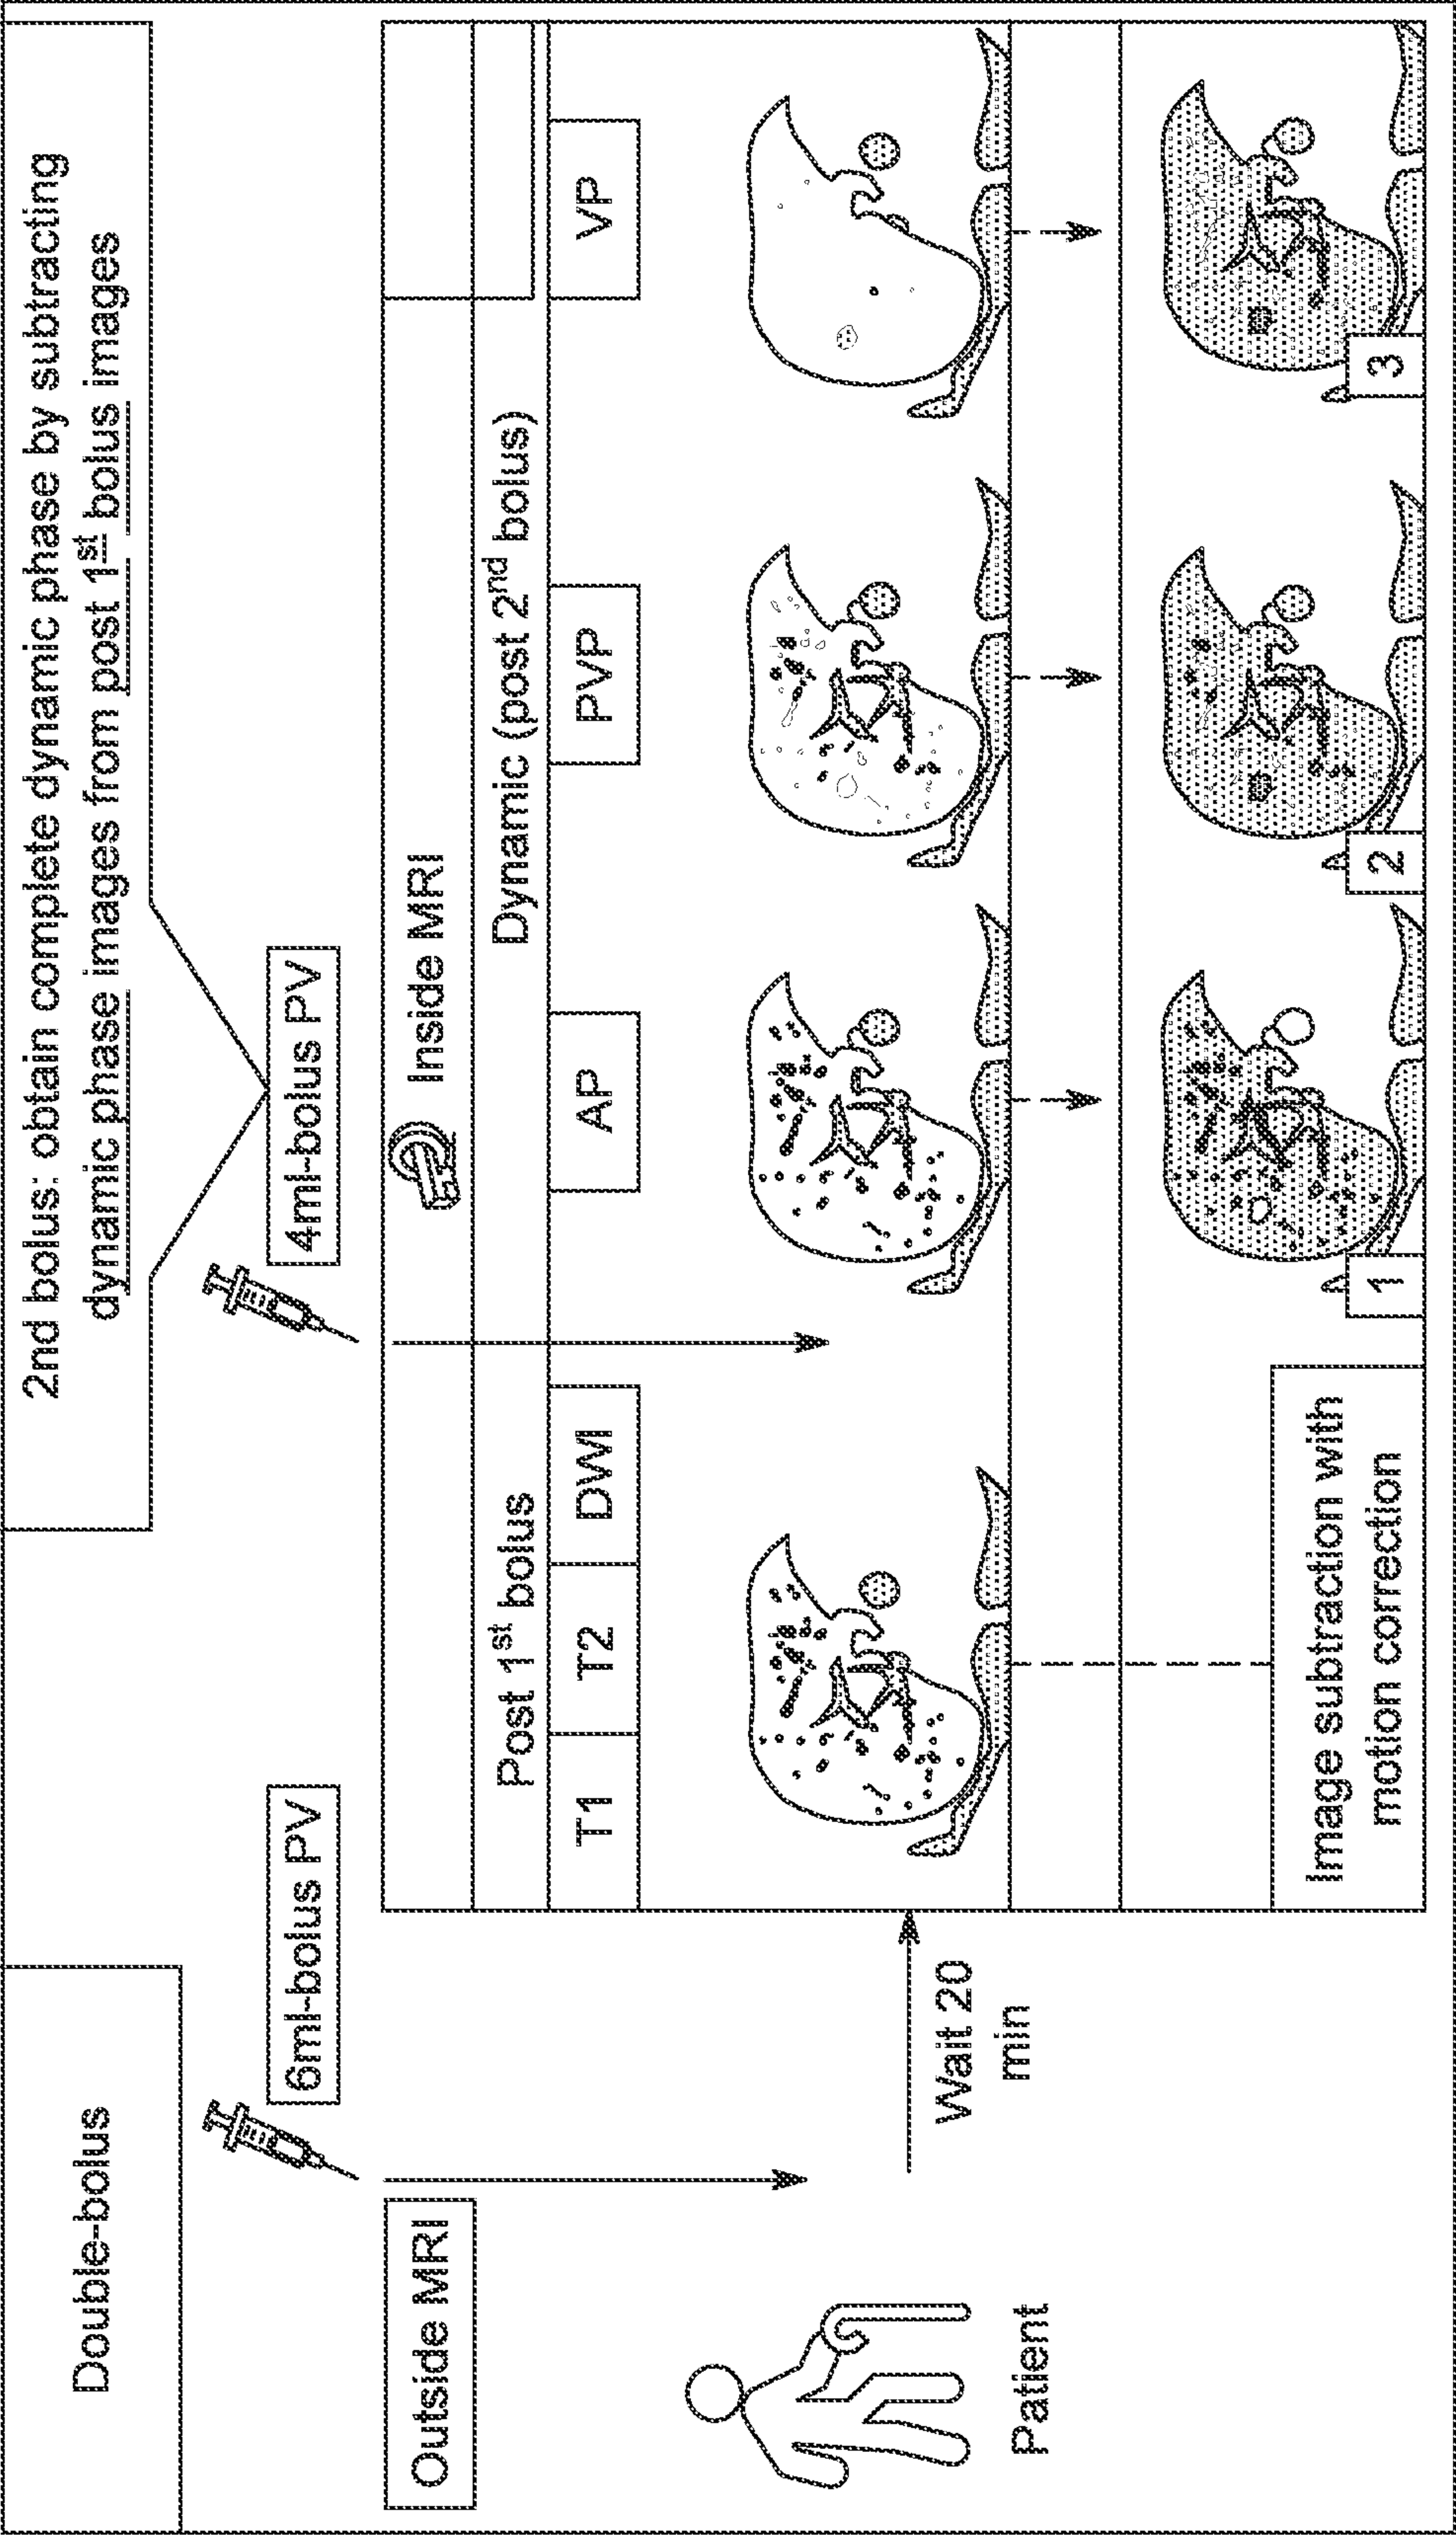 Double-bolus
2nd bolus: obtain complete dynamic phase by subtracting
dynamic phase images from post 1st bolus images
6ml-bolus PV
4ml-bolus PV
Outside MRI
Inside MRI
Post 1st bolus
Dynamic (post 2nd bolus)
T1 T2 DWI AP PVP VP
Patient
Wait 20
min
Image subtraction with
motion correction
1
2
3